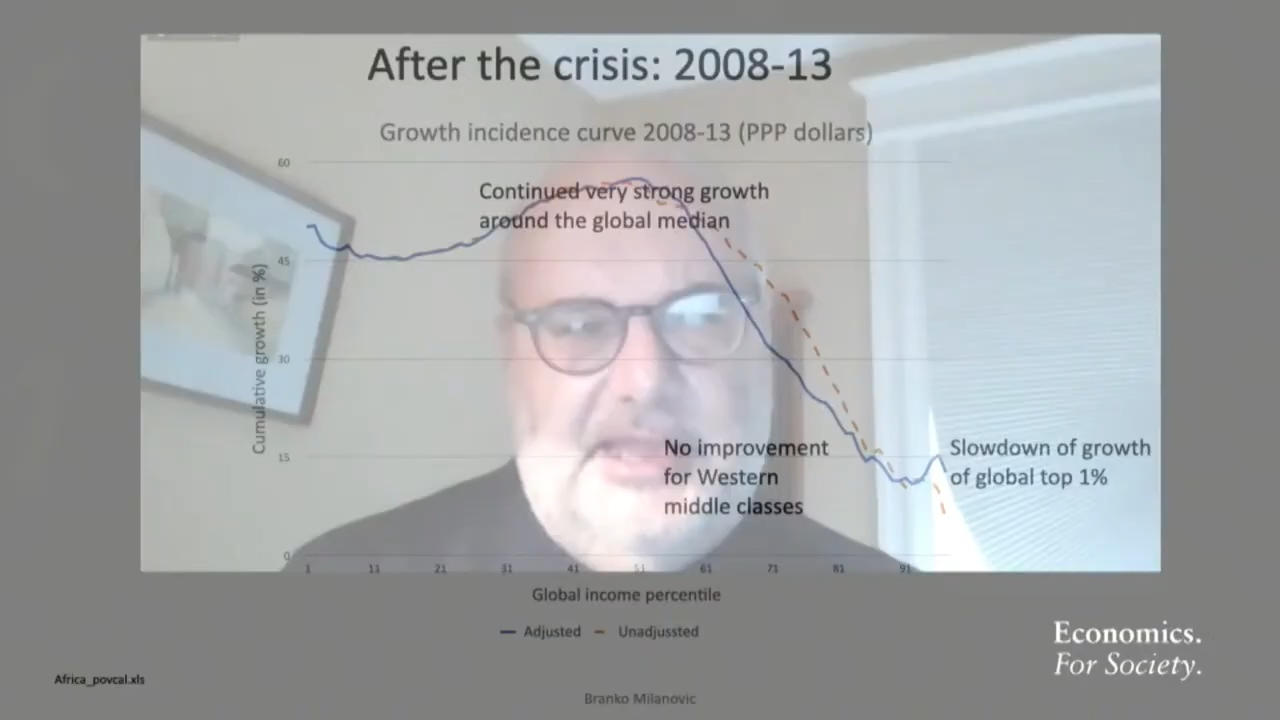 After the crisis: 2008-13
Growth incidence curve 2008-13 (PPP dollars)
60
Continued very strong growth
around the global median
45
Cumulative growth (in %)
30
No improvement
for Western
middle classes
Slowdown of growth
of global top 1%
15
0
1 11 21 31 41 51 61 71 81 91
Global income percentile
Adjusted Unadjussted
Economics.
For Society.
Africa_povcal.xls
Branko Milanovic